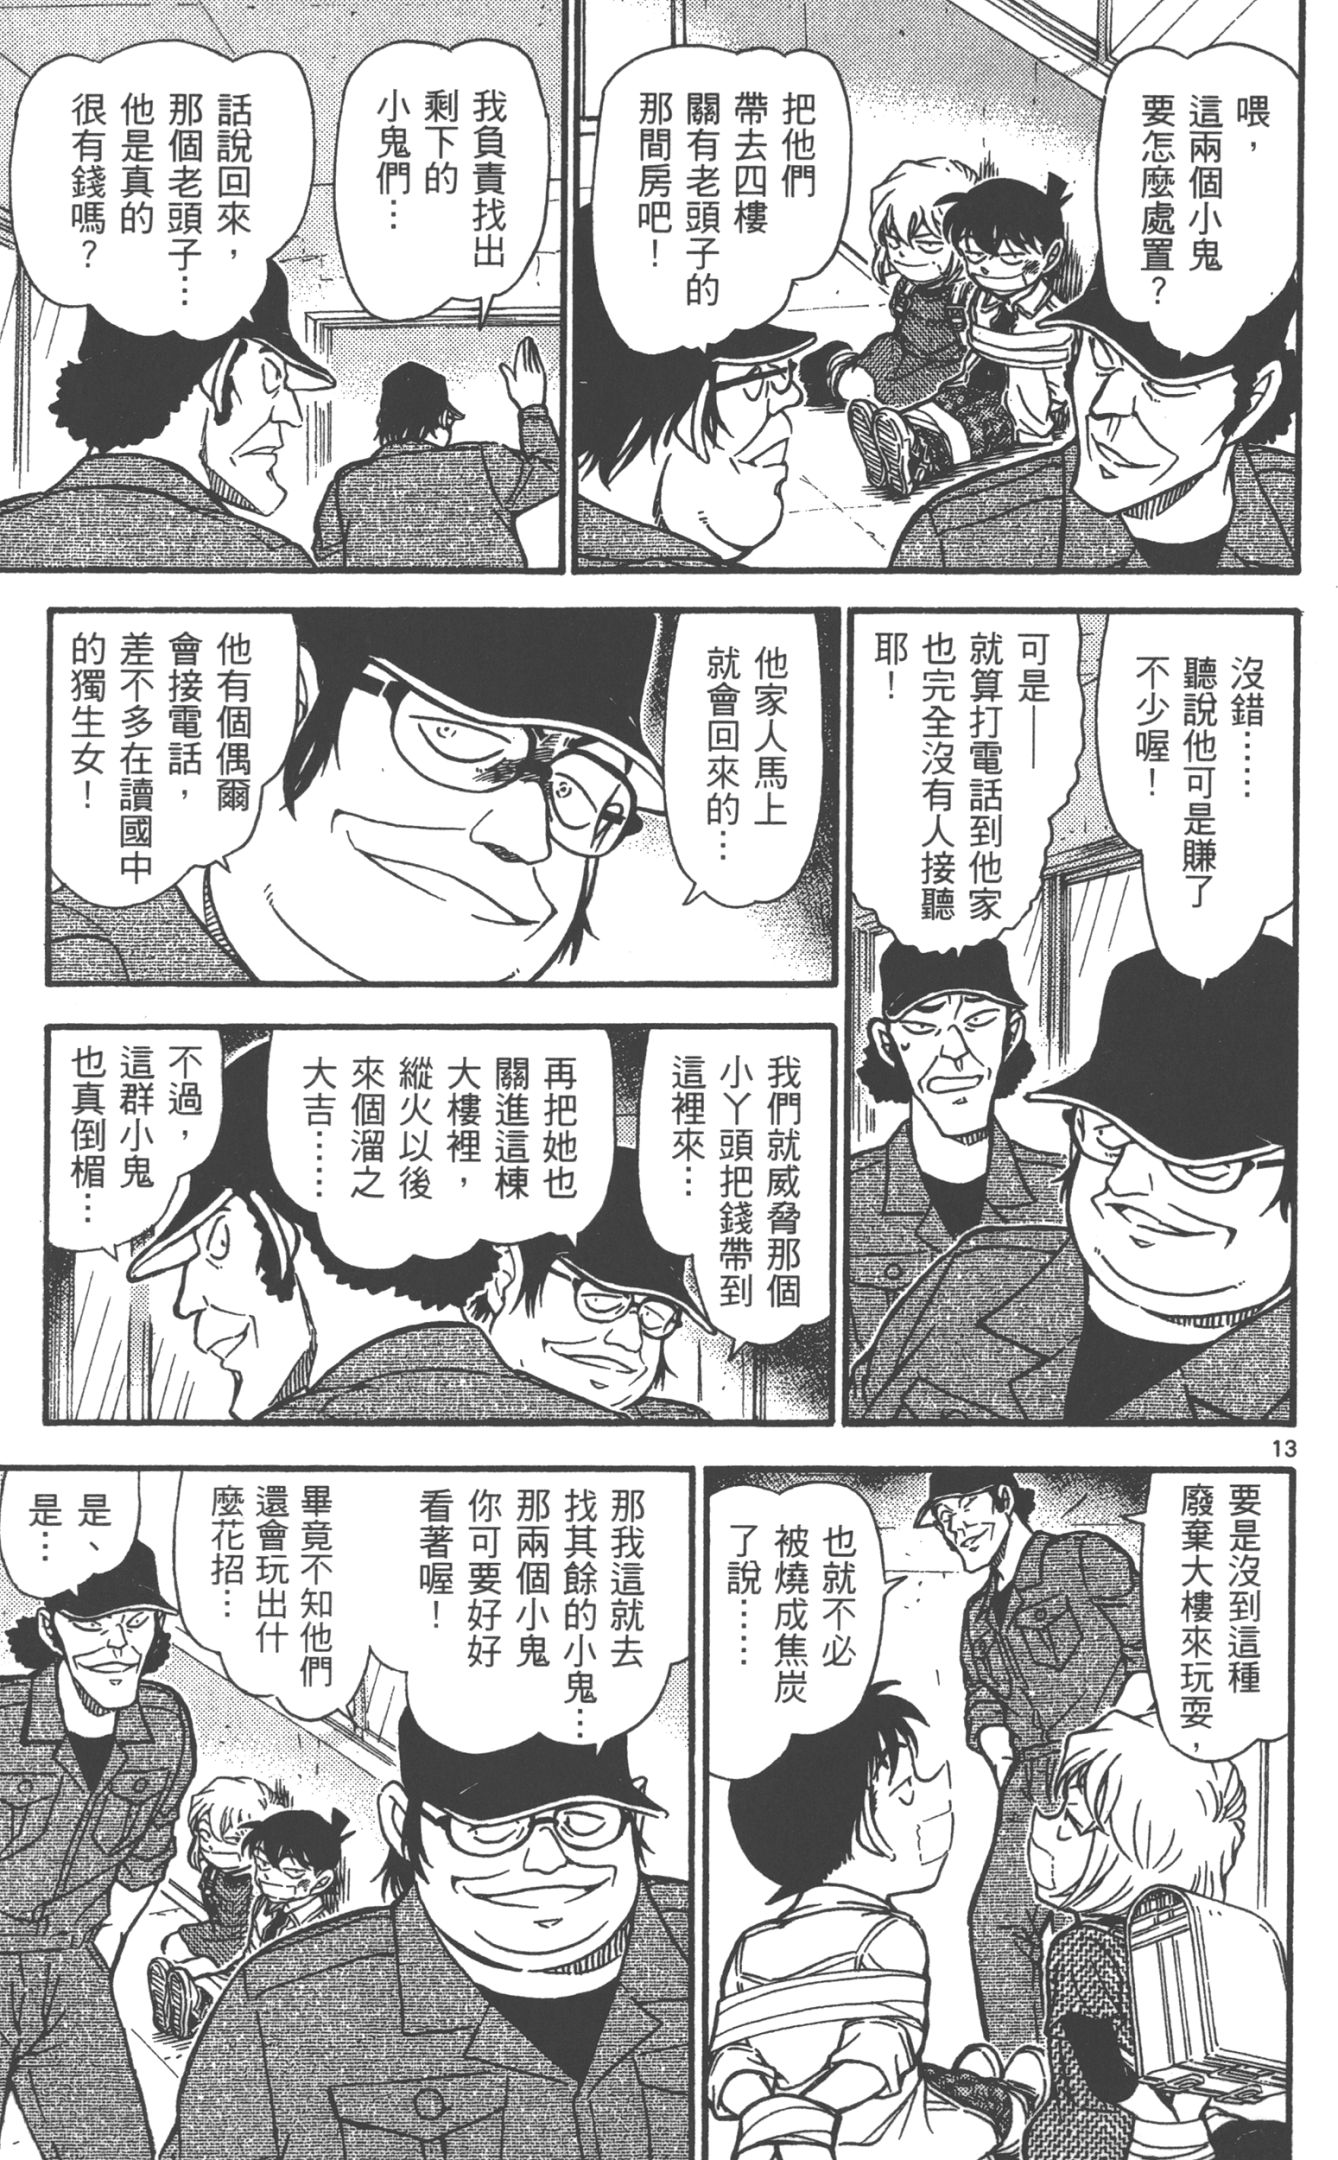 喂，
這兩個小鬼
要怎麼處置？
把他們
帶去四樓
關有老頭子的
那間房吧！
我負責找出
剩下的
小鬼們…
話說回來，
那個老頭子…
他是真的
很有錢嗎？
沒錯……
聽說他可是賺了
不少喔！
可是——
就算打電話到他家
也完全沒有人接聽
耶！
他家人馬上
就會回來的…
他有個偶爾
會接電話，
差不多在讀國中
的獨生女！
我們就威脅那個
小丫頭把錢帶到
這裡來…
再把她也
關進這棟
大樓裡，
縱火以後
來個溜之
大吉……
不過，
這群小鬼
也真倒楣…
13
要是沒到這種
廢棄大樓來玩耍，
也就不必
被燒成焦炭
了說……
那我這就去
找其餘的小鬼…
那兩個小鬼
你可要好好
看著喔！
畢竟不知他們
還會玩出什
麼花招…
是、
是…